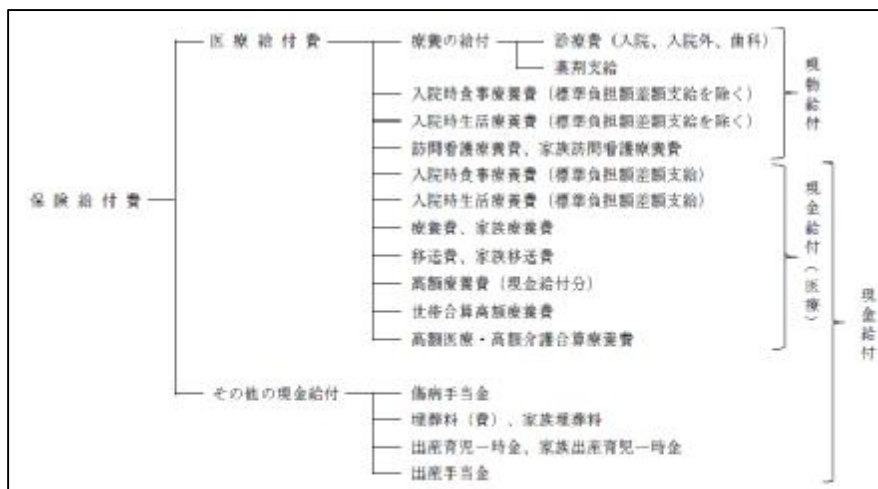 保険給付費
医療給付費
療養の給付
診療費（入院、入院外、歯科）
薬剤支給
入院時食事療養費（標準負担額差額支給を除く）
入院時生活療養費（標準負担額差額支給を除く）
訪問看護療養費、家族訪問看護療養費
入院時食事療養費（標準負担額差額支給）
入院時生活療養費（標準負担額差額支給）
療養費、家族療養費
移送費、家族移送費
高額療養費（現金給付分）
世帯合算高額療養費
高額医療・高額介護合算療養費
その他の現金給付
傷病手当金
埋葬料（費）、家族埋葬料
出産育児一時金、家族出産育児一時金
出産手当金
現物給付
現金給付（医療）
現金給付